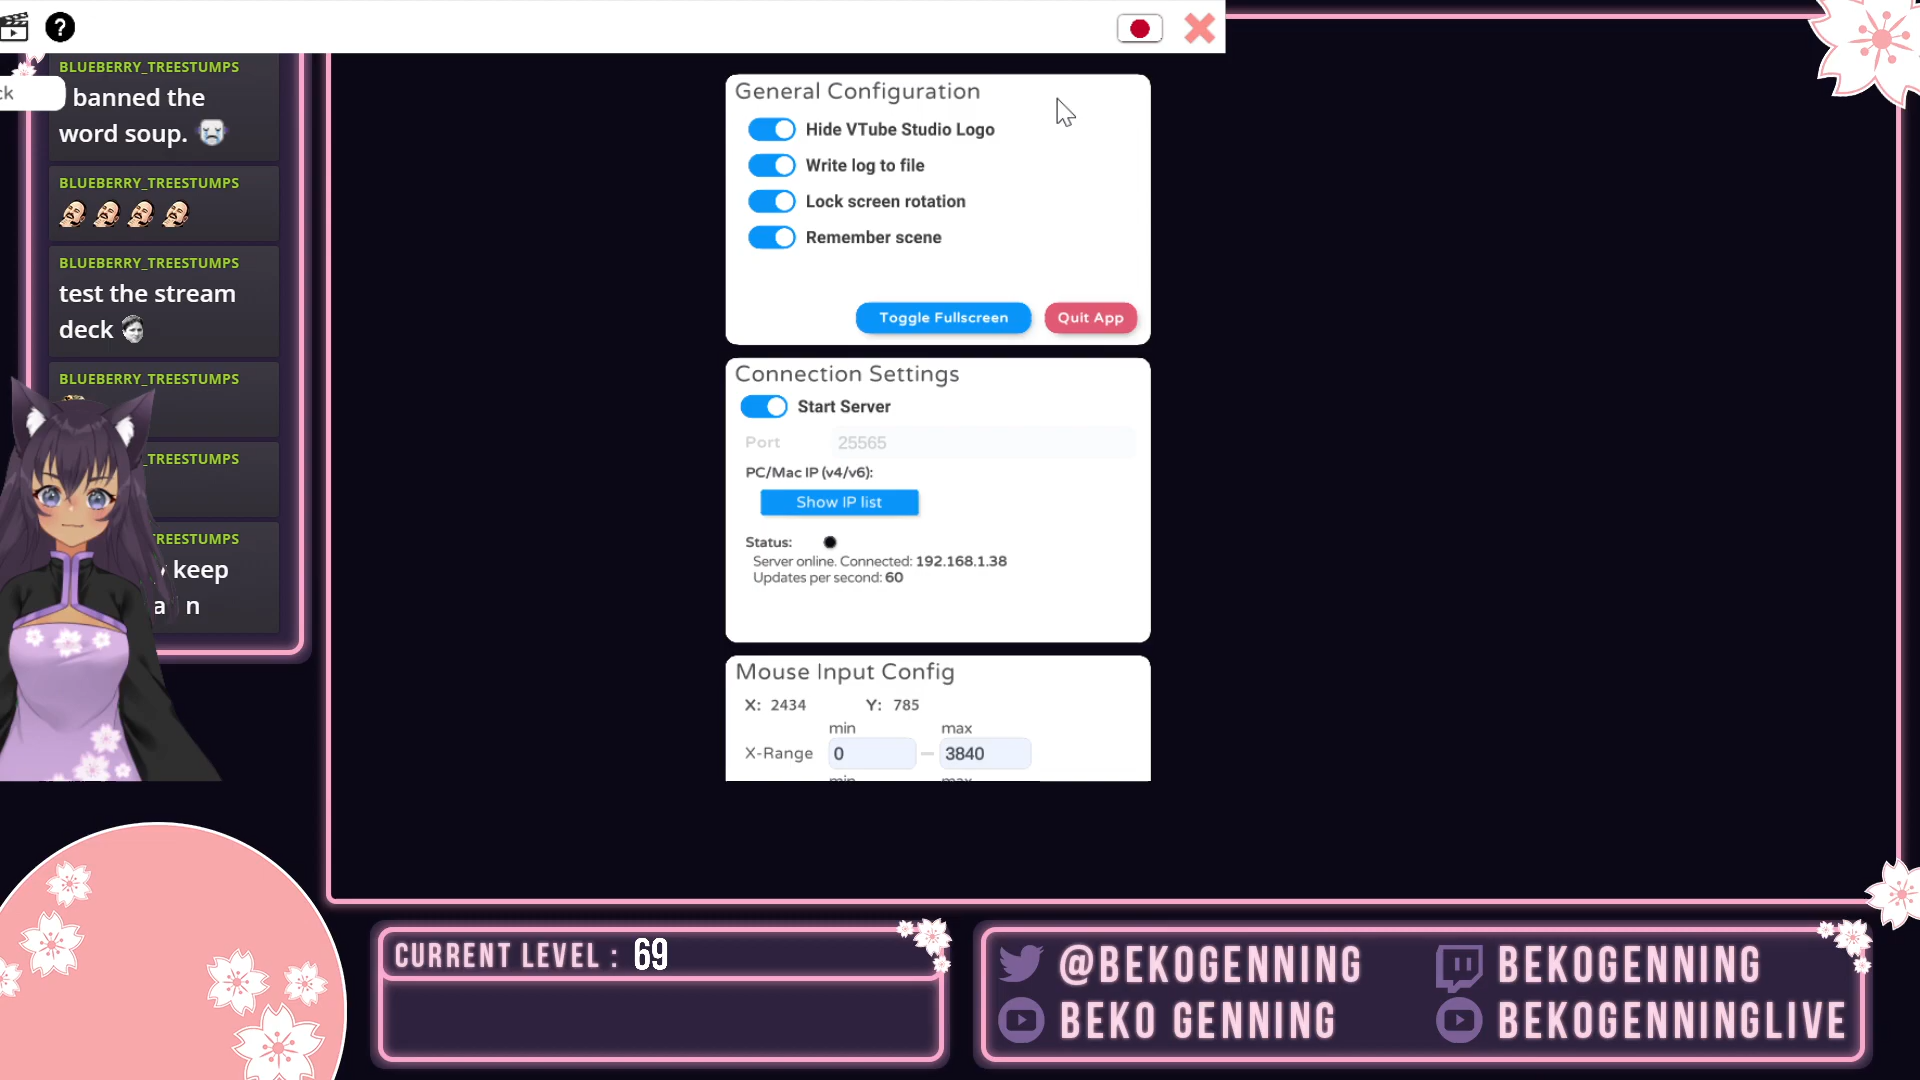 ?
ck
BLUEBERRY_TREESTUMPS
banned the
word soup.
BLUEBERRY_TREESTUMPS
BLUEBERRY_TREESTUMPS
test the stream
deck
BLUEBERRY_TREESTUMPS
_TREESTUMPS
TREESTUMPS
keep
General Configuration
Hide VTube Studio Logo
Write log to file
Lock screen rotation
Remember scene
Toggle Fullscreen
Quit App
Connection Settings
Start Server
Port 25565
PC/Mac IP (v4/v6):
Show IP list
Status:
Server online. Connected: 192.168.1.38
Updates per second: 60
Mouse Input Config
X: 2434 Y: 785
min max
X-Range 0 – 3840
min max
CURRENT LEVEL : 69
@BEKOGENNING
BEKOGENNING
BEKO GENNING
BEKOGENNINGLIVE